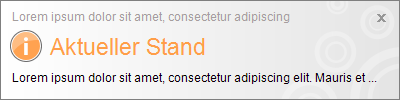 Lorem ipsum dolor sit amet, consectetur adipiscing
x
i
Aktueller Stand
Lorem ipsum dolor sit amet, consectetur adipiscing elit. Mauris et ...